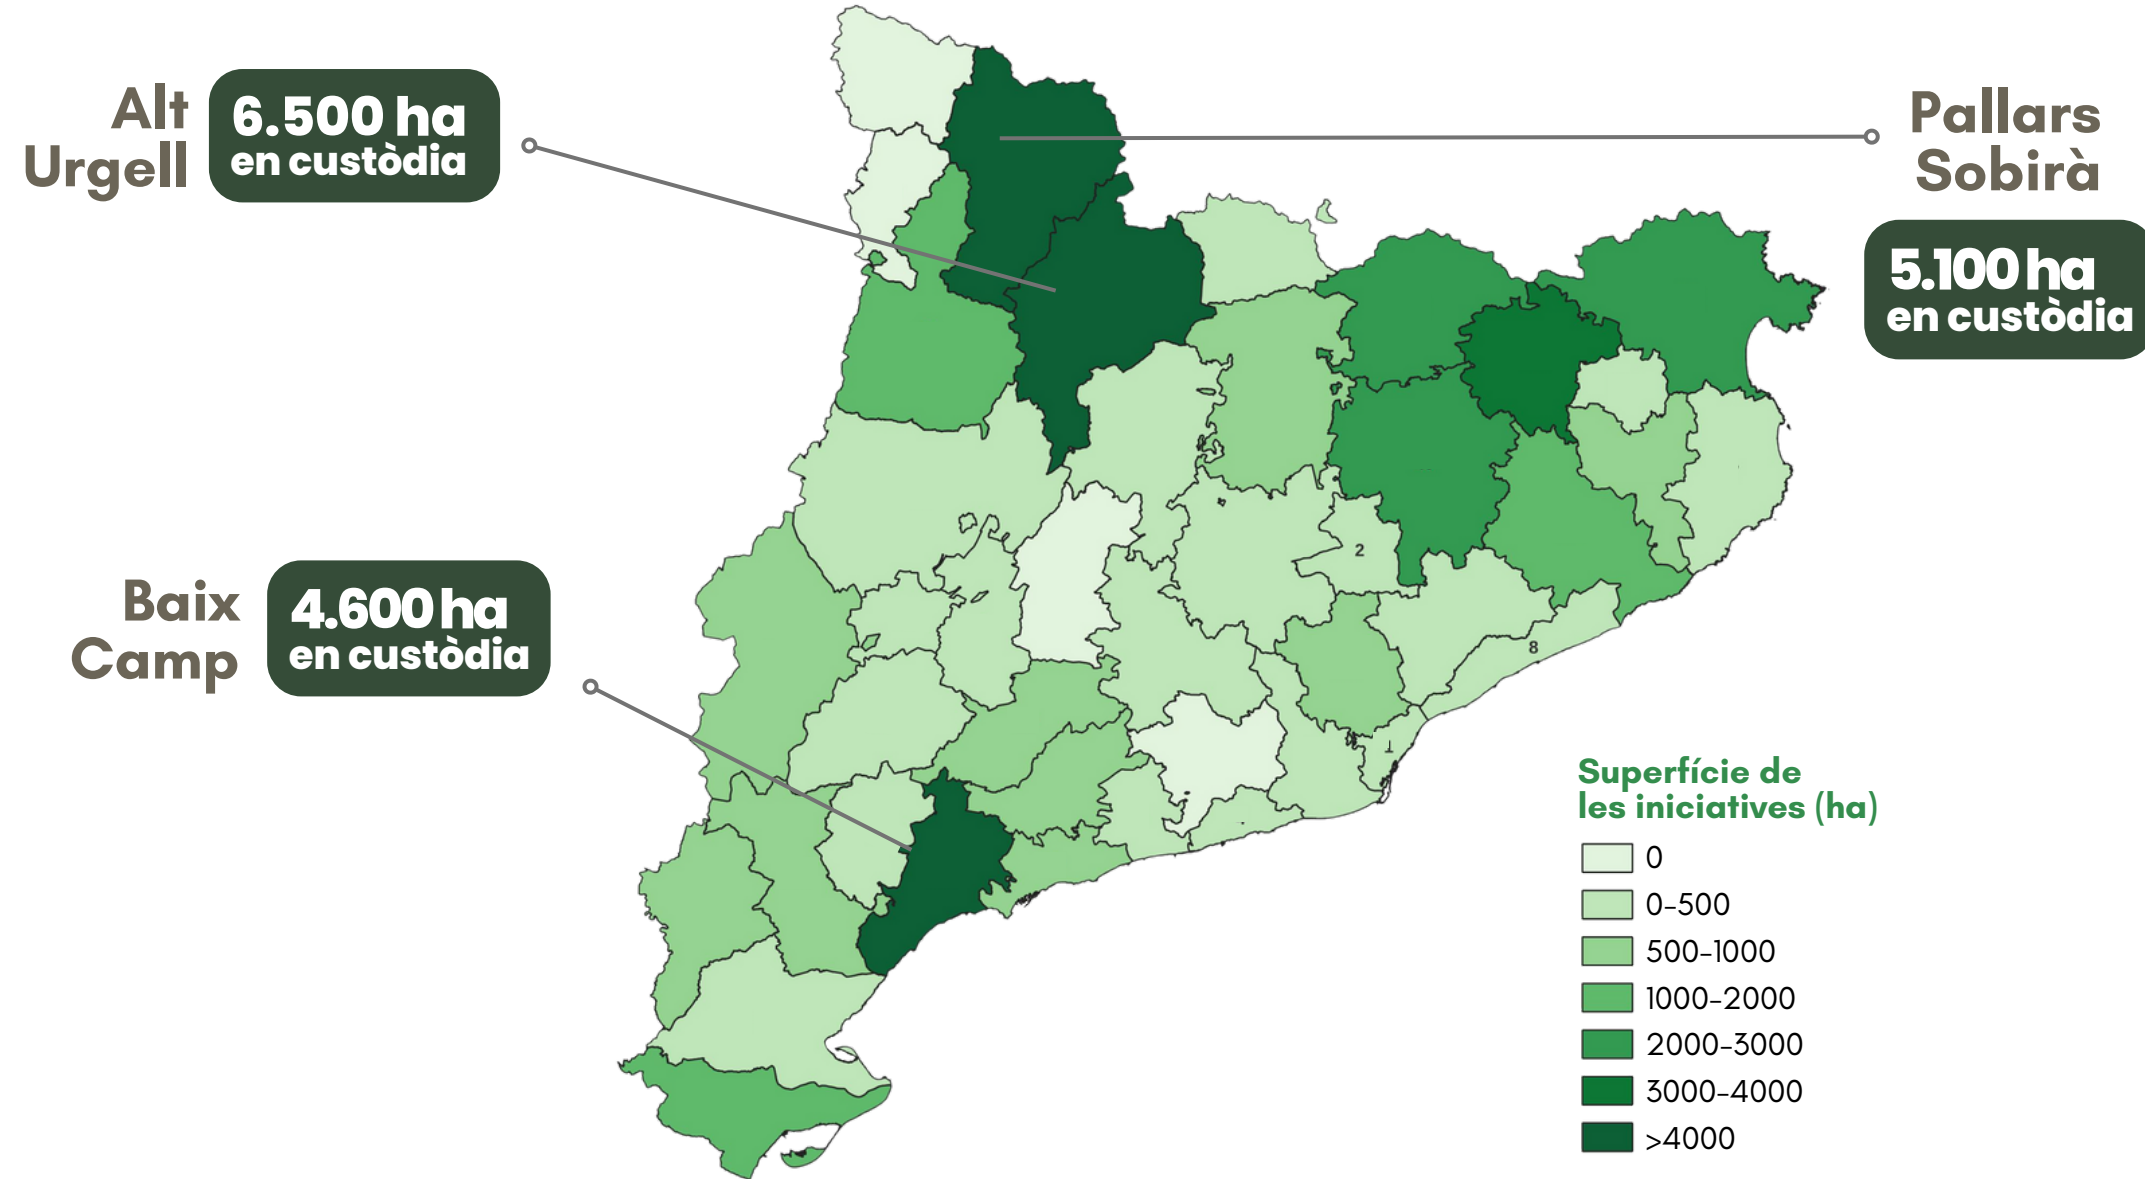 Alt
Urgell
6.500 ha
en custòdia
Pallars
Sobirà
5.100 ha
en custòdia
Baix
Camp
4.600 ha
en custòdia
2
8
1
Superfície de
les iniciatives (ha)
0
0-500
500-1000
1000-2000
2000-3000
3000-4000
>4000